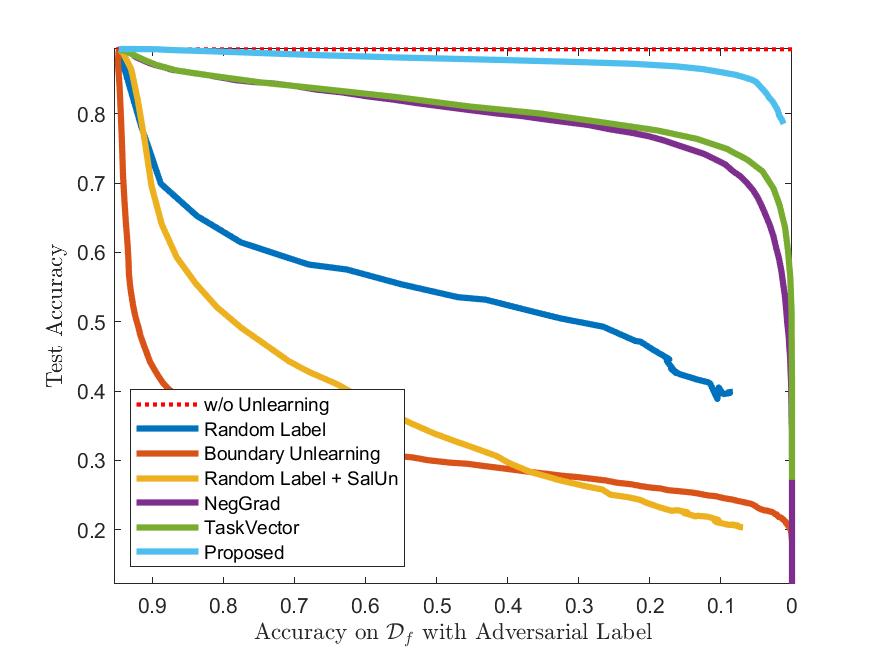 0.8
0.7
0.6
0.5
0.4
0.3
0.2
Test Accuracy
w/o Unlearning
Random Label
Boundary Unlearning
Random Label + SalUn
NegGrad
TaskVector
Proposed
0.9 0.8 0.7 0.6 0.5 0.4 0.3 0.2 0.1 0
Accuracy on 𝒟f with Adversarial Label